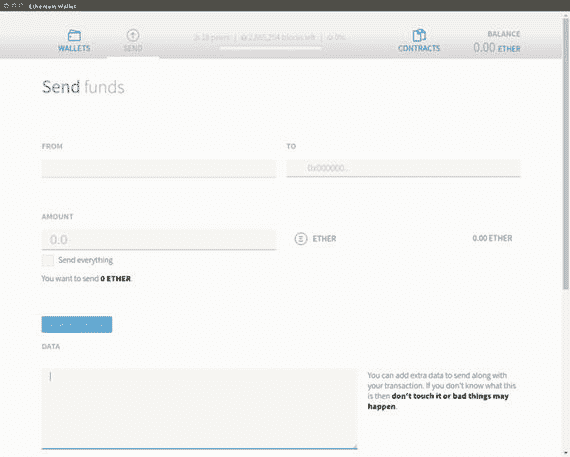 Ethereum Wallet
WALLETS
SEND
18 peers | 2,865,254 blocks left | 0%
CONTRACTS
BALANCE
0.00 ETHER
Send funds
FROM
TO
0x000000..
AMOUNT
0.0
ETHER
0.00 ETHER
Send everything
You want to send 0 ETHER.
DATA
You can add extra data to send along with
your transaction. If you don't know what this
is then don't touch it or bad things may
happen.